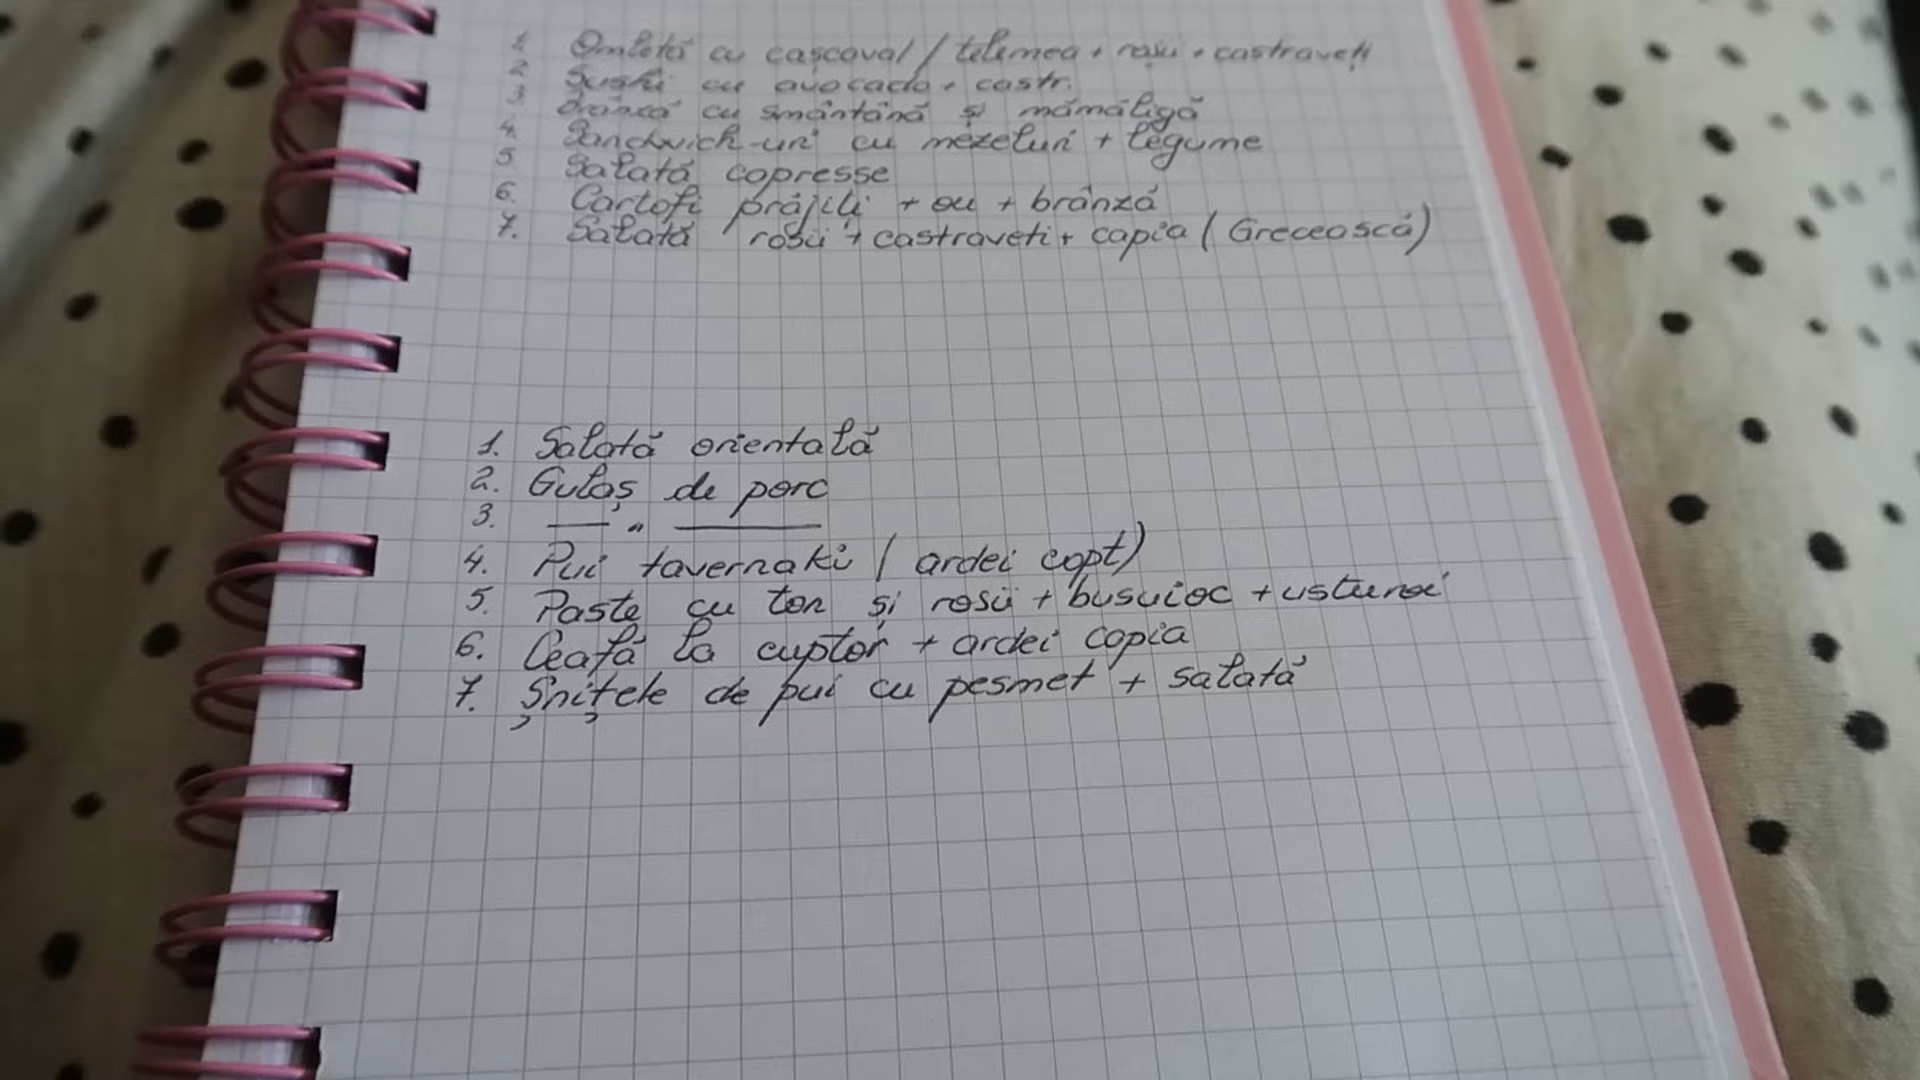 1. Omletă cu cașcaval / telemea + roșii + castraveți
2. Sushi cu avocado + castr.
3. Brânză cu smântână și mămăligă
4. Sandwich-uri cu mezeluri + legume
5. Salată copresse
6. Cartofi prăjiți + ou + brânză
7. Salată roșii + castraveți + capia (Grecească)
1. Salată orientală
2. Gulaș de porc
3. — " —
4. Pui tavernaki / ardei copt)
5. Paste cu ton și roșii + busuioc + usturoi
6. Ceafă la cuptor + ardei copia
7. Șnițele de pui cu pesmet + salată